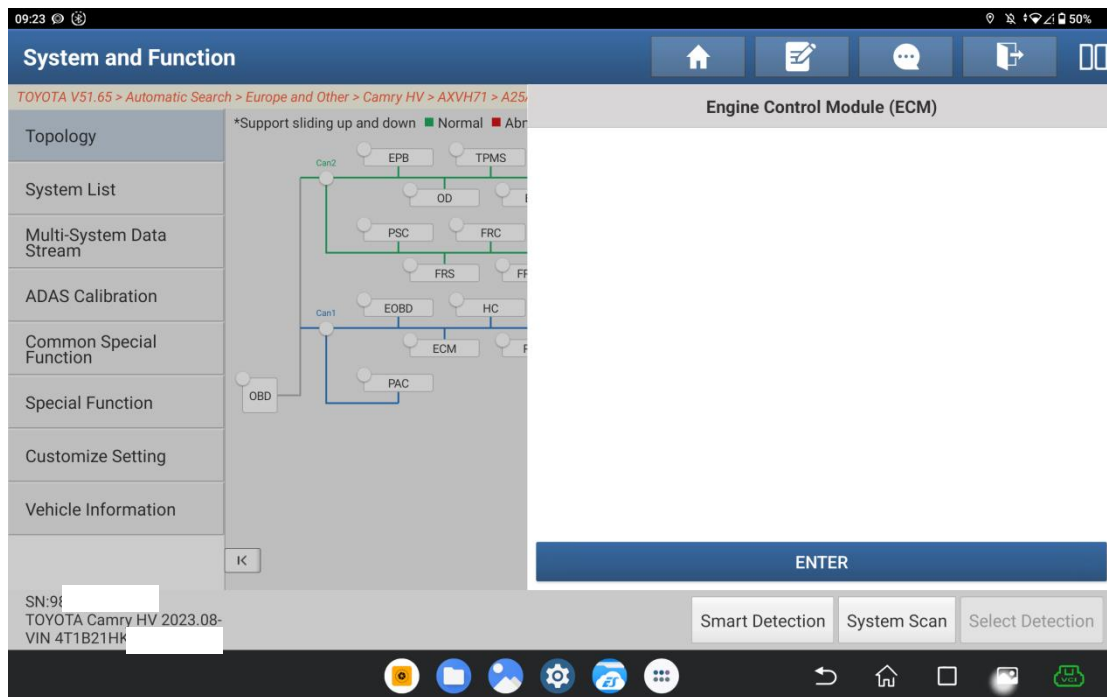 09:23
50%
System and Function
TOYOTA V51.65 > Automatic Search > Europe and Other > Camry HV > AXVH71 > A25
Engine Control Module (ECM)
*Support sliding up and down Normal Abn
Topology
System List
Multi-System Data
Stream
ADAS Calibration
Common Special
Function
Special Function
Customize Setting
Vehicle Information
Can2
EPB
TPMS
OD
PSC
FRC
FRS
Can1
EOBD
HC
ECM
PAC
OBD
ENTER
SN:98
TOYOTA Camry HV 2023.08-
VIN 4T1B21HK
Smart Detection
System Scan
Select Detection
VCI